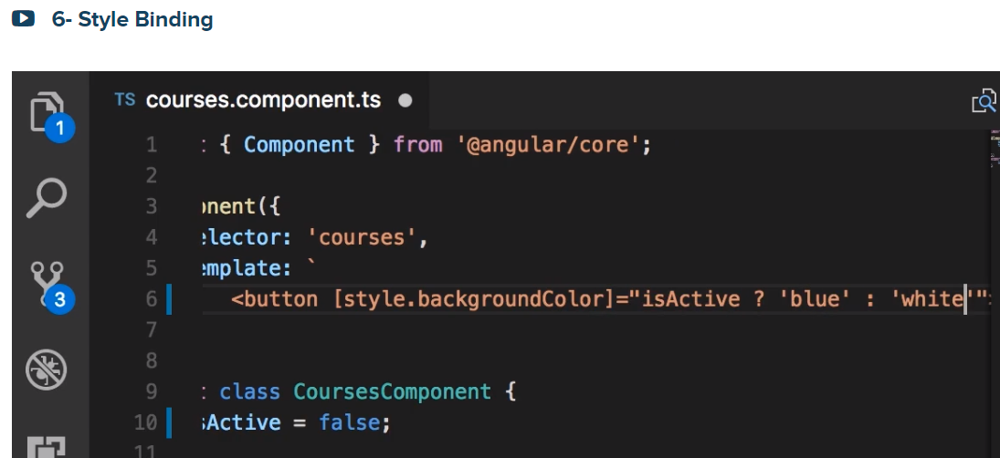 6- Style Binding
TS courses.component.ts
1 : { Component } from '@angular/core';
2
3 onent({
4 elector: 'courses',
5 emplate: `
6 <button [style.backgroundColor]="isActive ? 'blue' : 'white'">
7
8
9 : class CoursesComponent {
10 sActive = false;
11
1
3